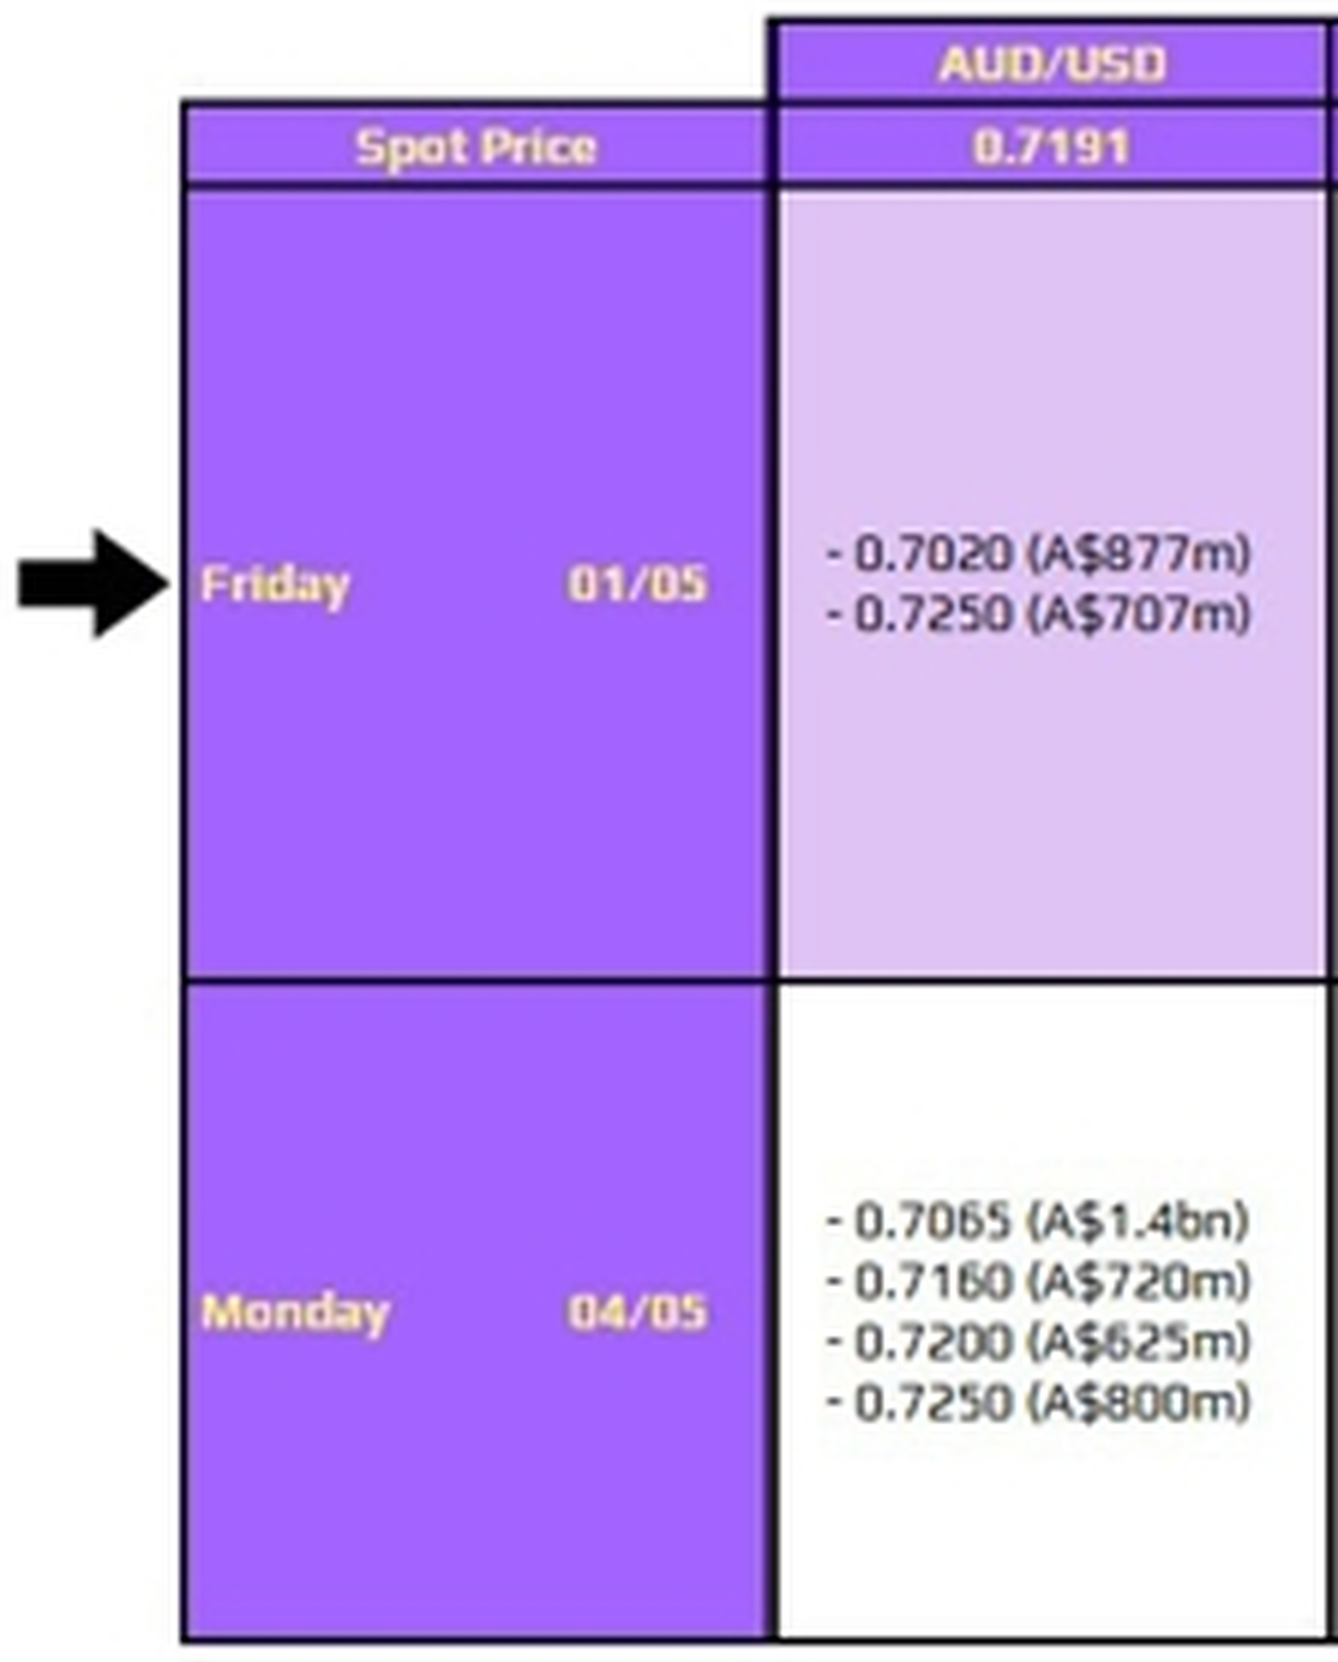 AUD/USD
Spot Price 0.7191
Friday 01/05
- 0.7020 (A$877m)
- 0.7250 (A$707m)
Monday 04/05
- 0.7065 (A$1.4bn)
- 0.7160 (A$720m)
- 0.7200 (A$625m)
- 0.7250 (A$800m)